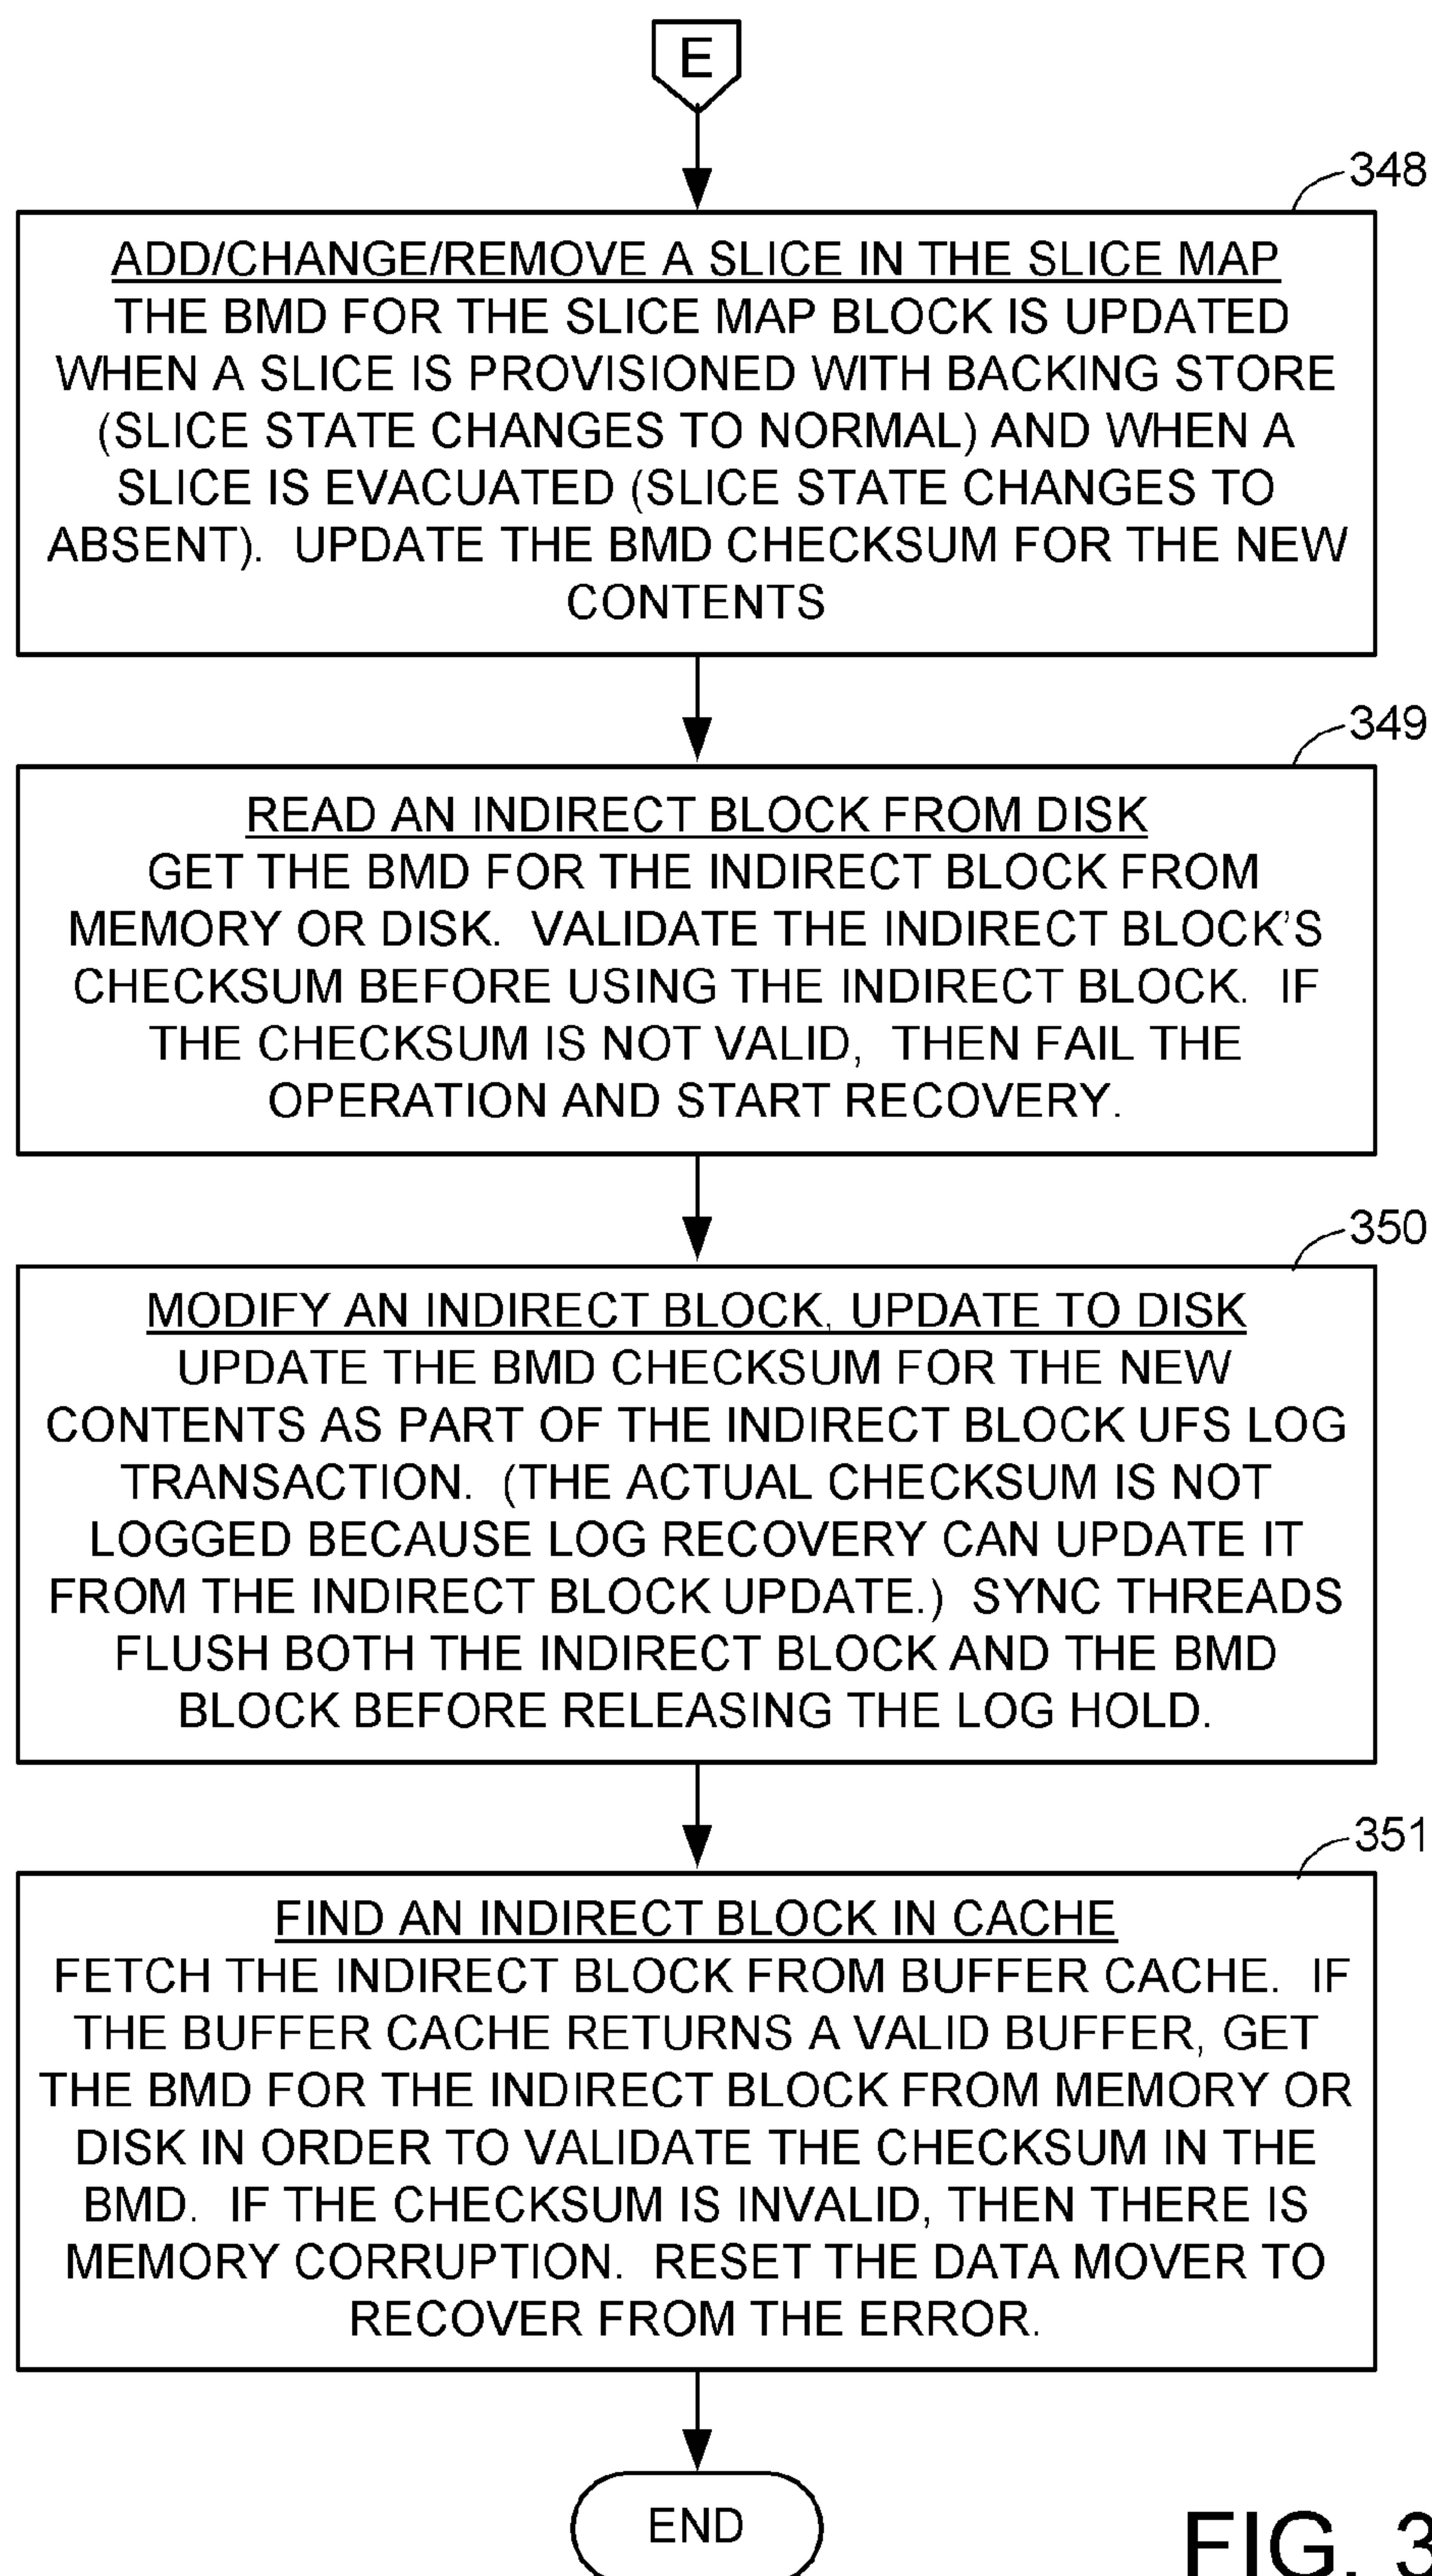 E
348
ADD/CHANGE/REMOVE A SLICE IN THE SLICE MAP
THE BMD FOR THE SLICE MAP BLOCK IS UPDATED
WHEN A SLICE IS PROVISIONED WITH BACKING STORE
(SLICE STATE CHANGES TO NORMAL) AND WHEN A
SLICE IS EVACUATED (SLICE STATE CHANGES TO
ABSENT). UPDATE THE BMD CHECKSUM FOR THE NEW
CONTENTS
349
READ AN INDIRECT BLOCK FROM DISK
GET THE BMD FOR THE INDIRECT BLOCK FROM
MEMORY OR DISK. VALIDATE THE INDIRECT BLOCK’S
CHECKSUM BEFORE USING THE INDIRECT BLOCK. IF
THE CHECKSUM IS NOT VALID, THEN FAIL THE
OPERATION AND START RECOVERY.
350
MODIFY AN INDIRECT BLOCK, UPDATE TO DISK
UPDATE THE BMD CHECKSUM FOR THE NEW
CONTENTS AS PART OF THE INDIRECT BLOCK UFS LOG
TRANSACTION. (THE ACTUAL CHECKSUM IS NOT
LOGGED BECAUSE LOG RECOVERY CAN UPDATE IT
FROM THE INDIRECT BLOCK UPDATE.) SYNC THREADS
FLUSH BOTH THE INDIRECT BLOCK AND THE BMD
BLOCK BEFORE RELEASING THE LOG HOLD.
351
FIND AN INDIRECT BLOCK IN CACHE
FETCH THE INDIRECT BLOCK FROM BUFFER CACHE. IF
THE BUFFER CACHE RETURNS A VALID BUFFER, GET
THE BMD FOR THE INDIRECT BLOCK FROM MEMORY OR
DISK IN ORDER TO VALIDATE THE CHECKSUM IN THE
BMD. IF THE CHECKSUM IS INVALID, THEN THERE IS
MEMORY CORRUPTION. RESET THE DATA MOVER TO
RECOVER FROM THE ERROR.
END
FIG. 3